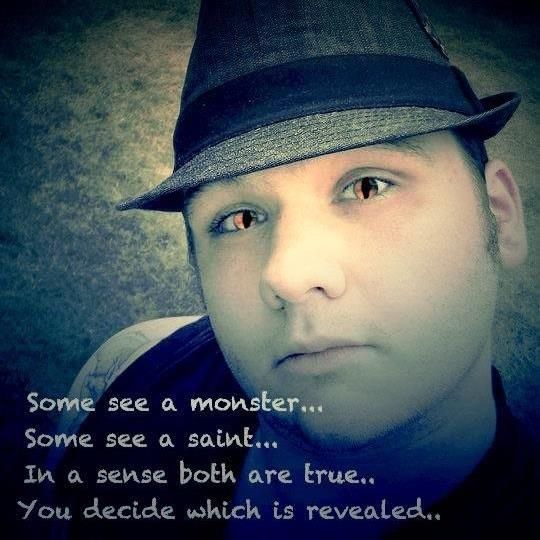 Some see a monster...
Some see a saint...
In a sense both are true..
You decide which is revealed..